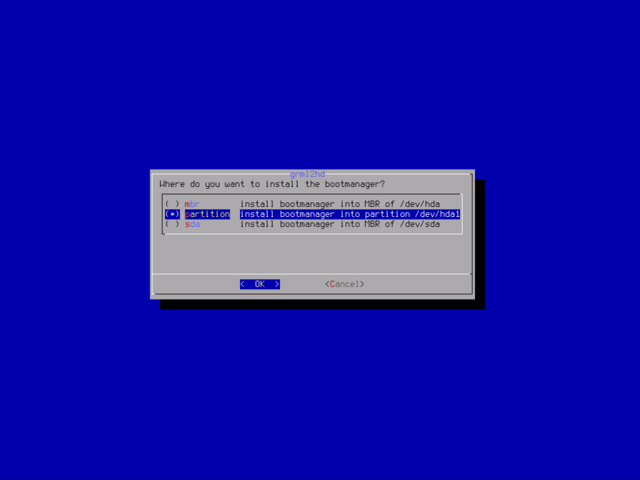 grml2hd
Where do you want to install the bootmanager?
( ) mbr install bootmanager into MBR of /dev/hda
(*) partition install bootmanager into partition /dev/hda1
( ) sda install bootmanager into MBR of /dev/sda
< OK > <Cancel>